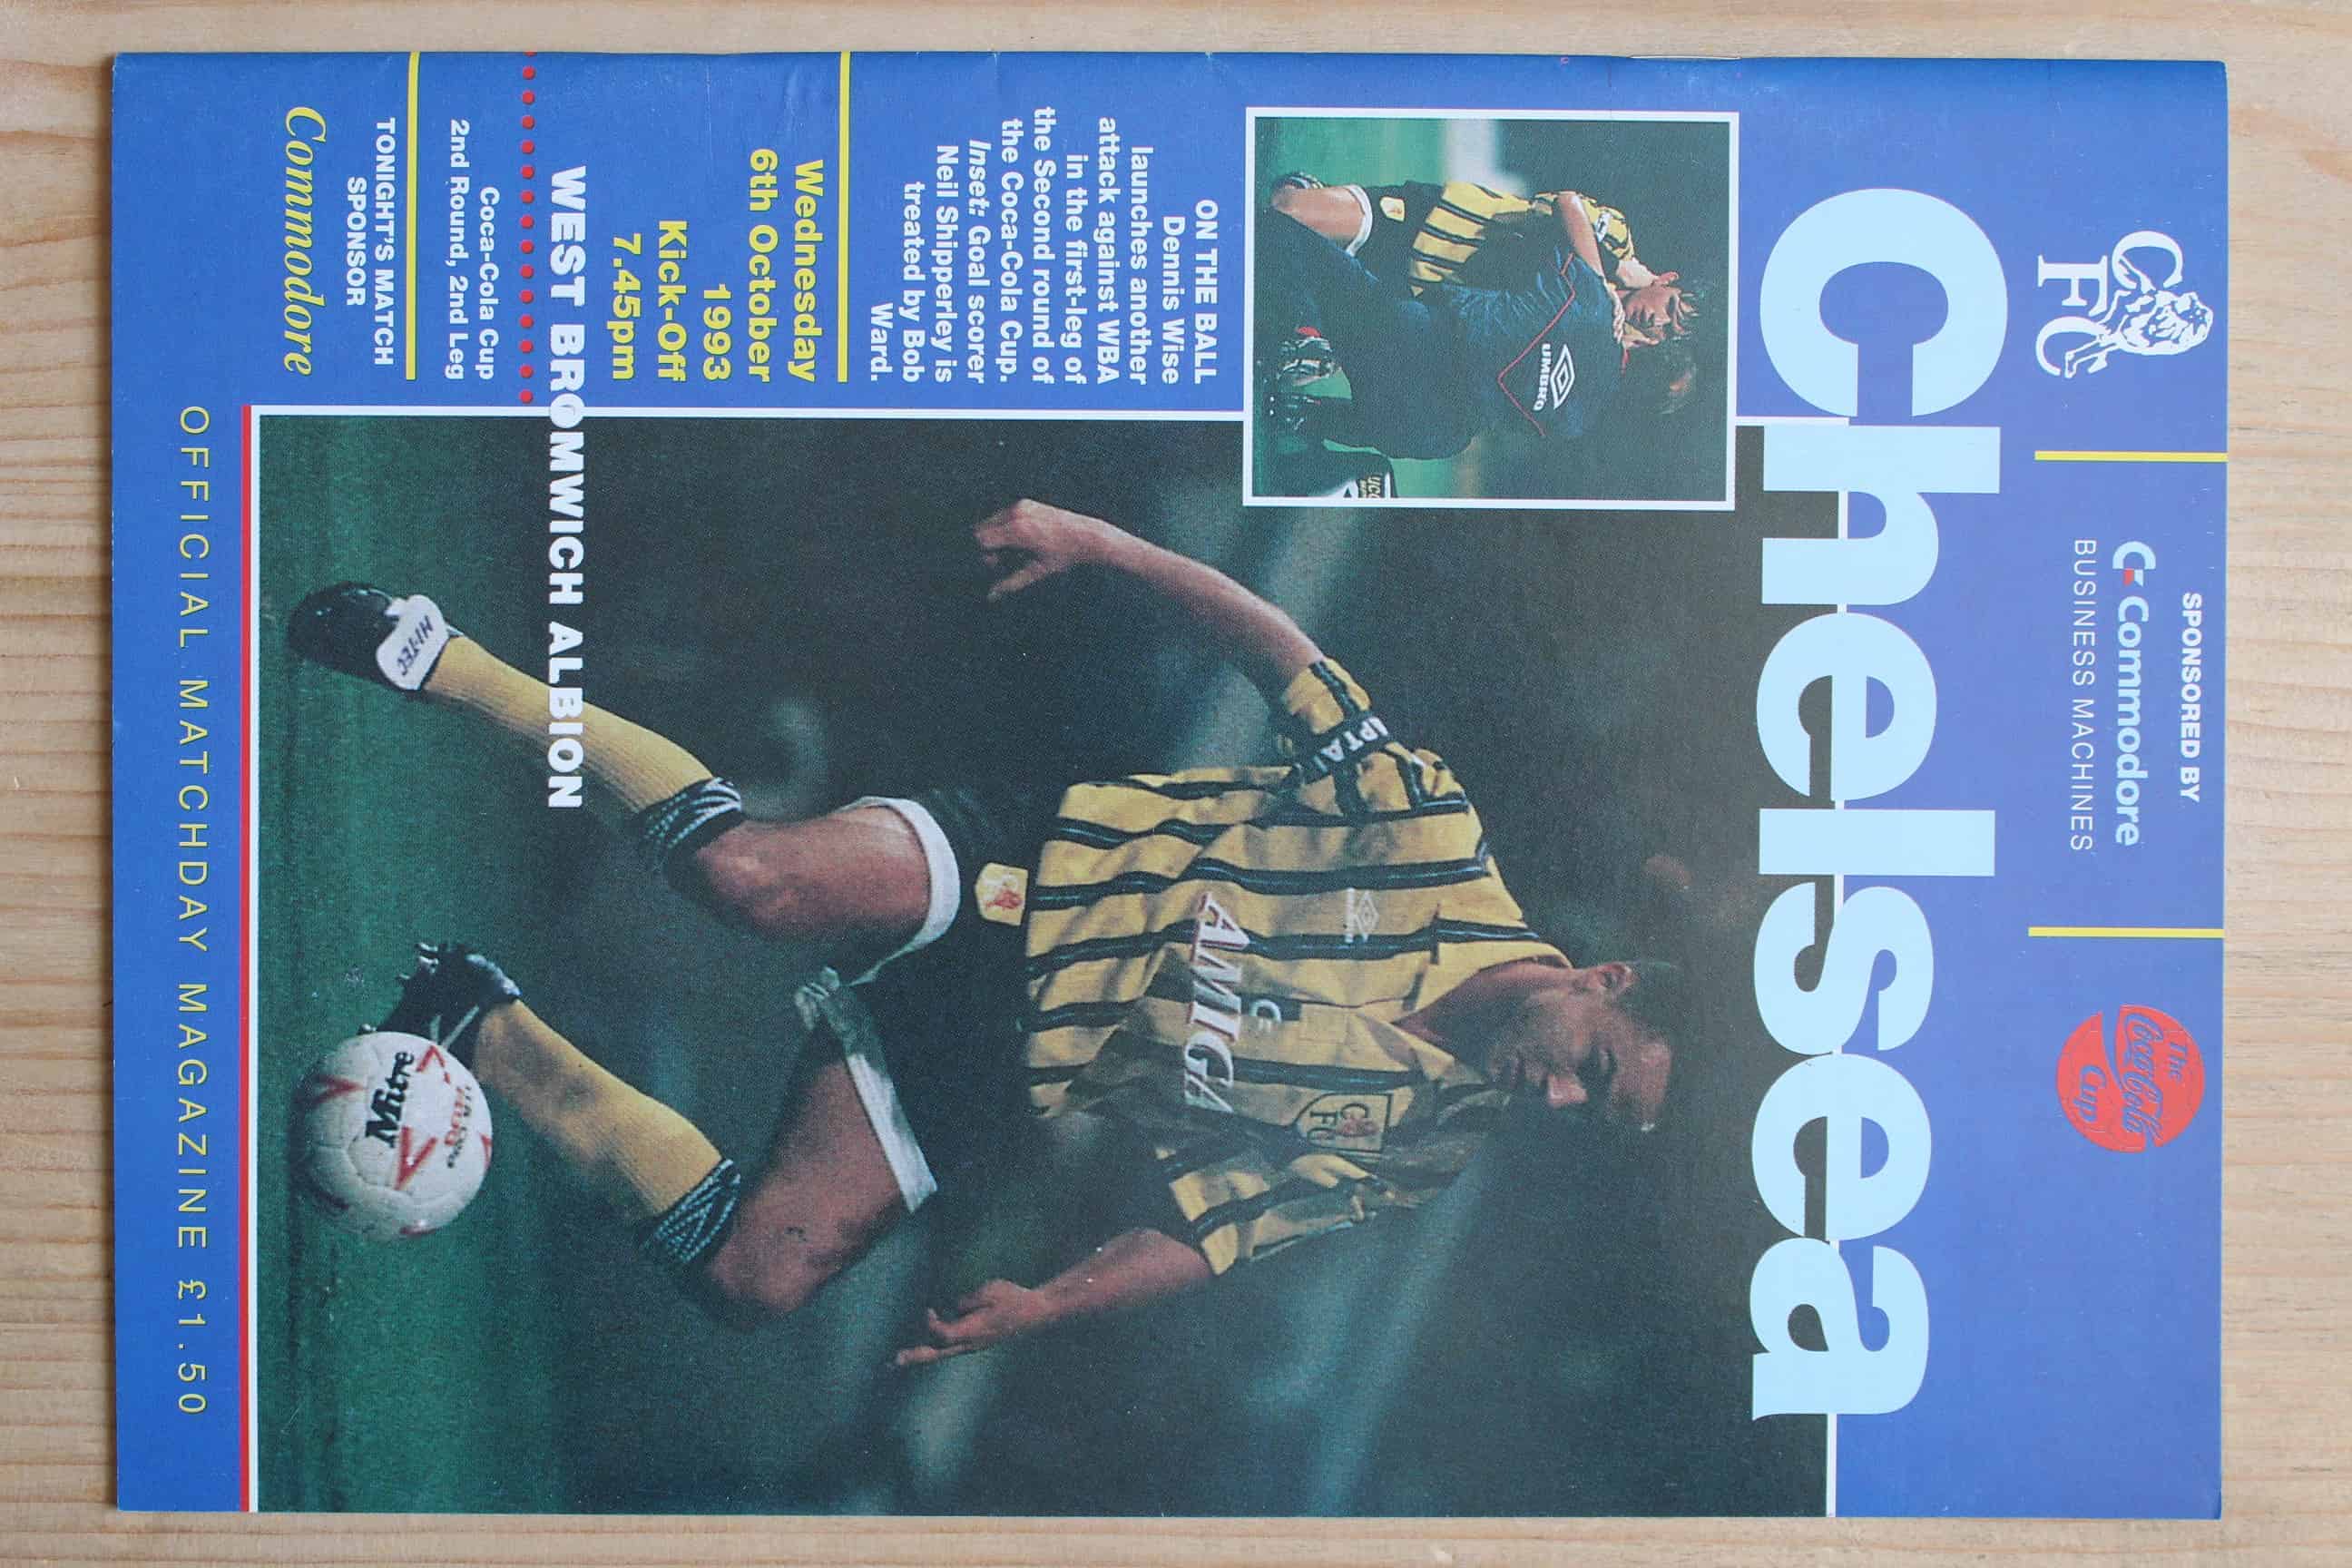 CFC
SPONSORED BY
Commodore
BUSINESS MACHINES
The
Coca-Cola
Cup
Chelsea
UMBRO
ON THE BALL
Dennis Wise
launches another
attack against WBA
in the first-leg of
the Second round of
the Coca-Cola Cup.
Inset: Goal scorer
Neil Shipperley is
treated by Bob
Ward.
Wednesday
6th October
1993
Kick-Off
7.45pm
WEST BROMWICH ALBION
Coca-Cola Cup
2nd Round, 2nd Leg
TONIGHT'S MATCH
SPONSOR
Commodore
AMIGA
CFC
HI-TEC
Mitre
OFFICIAL MATCHDAY MAGAZINE £1.50